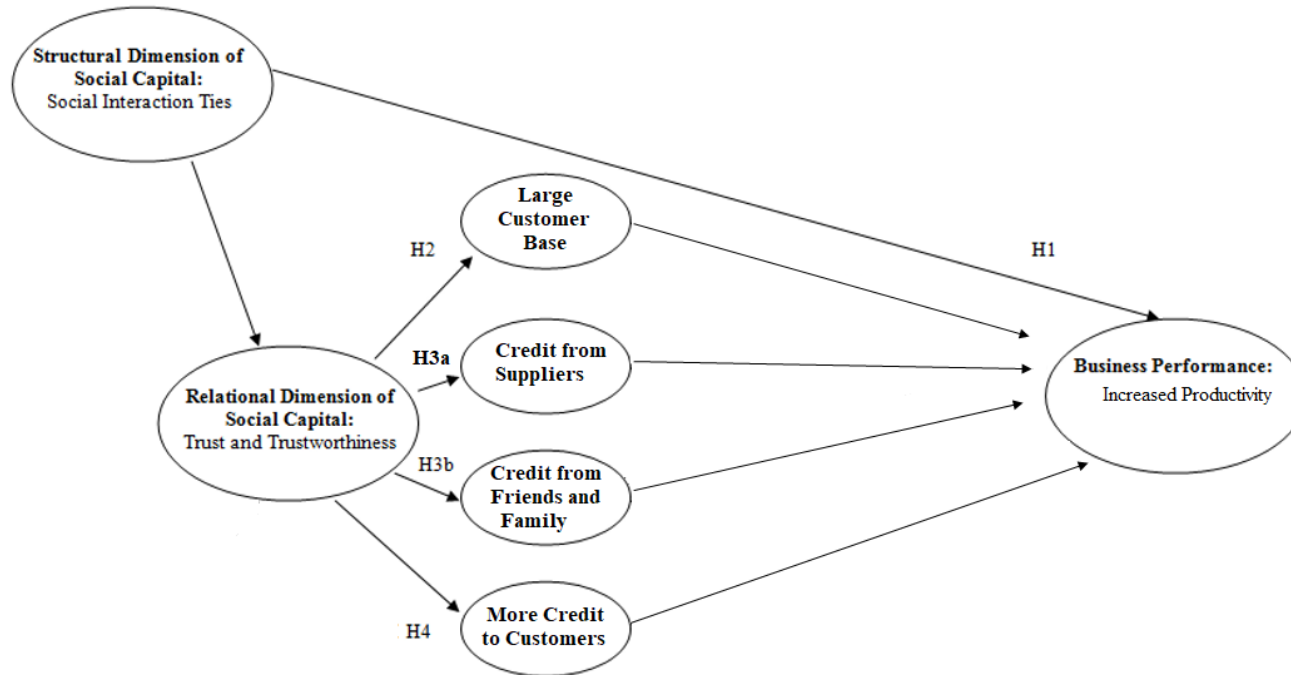 Structural Dimension of
Social Capital:
Social Interaction Ties
Large
Customer
Base
H2
H1
H3a
Credit from
Suppliers
Business Performance:
Increased Productivity
Relational Dimension of
Social Capital:
Trust and Trustworthiness
H3b
Credit from
Friends and
Family
More Credit
to Customers
H4